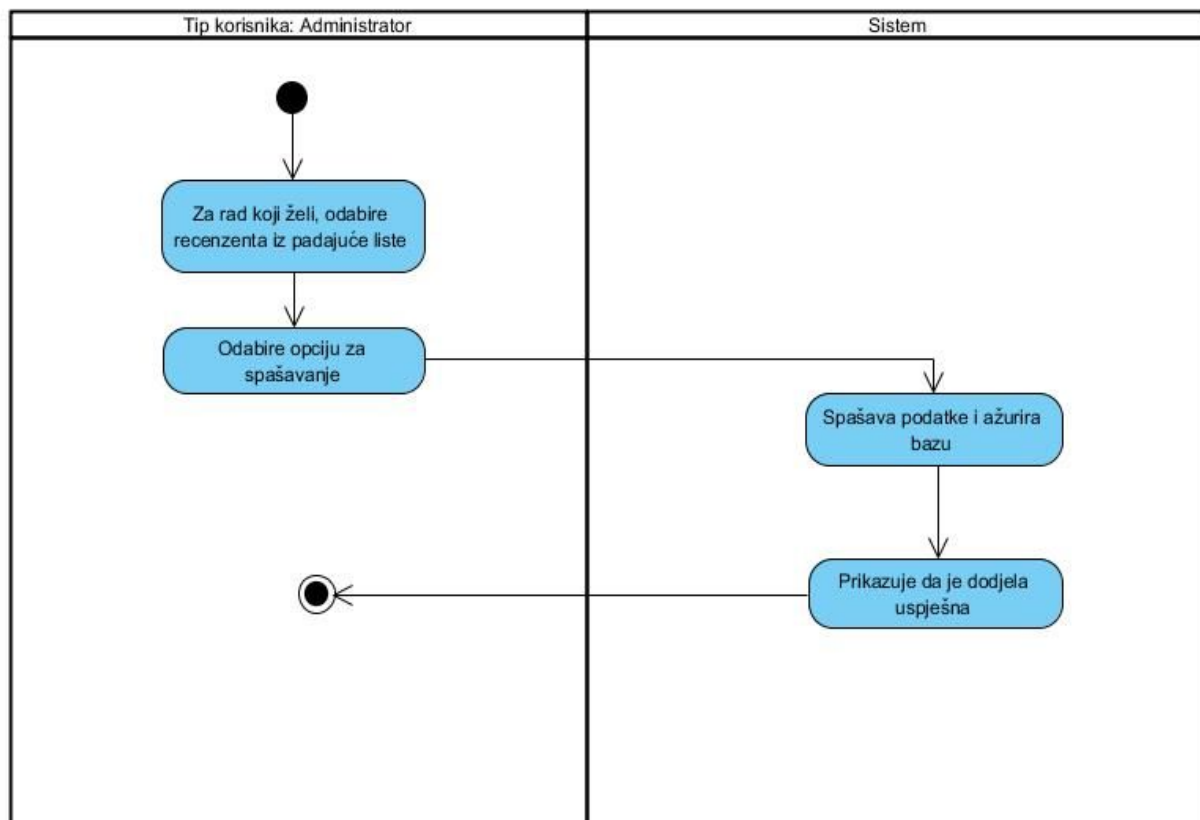 Tip korisnika: Administrator
Sistem
Za rad koji želi, odabire
recenzenta iz padajuće liste
Odabire opciju za
spašavanje
Spašava podatke i ažurira
bazu
Prikazuje da je dodjela
uspješna